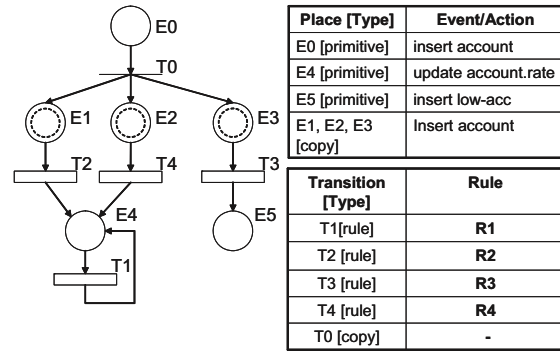 E0
T0
E1
E2
E3
T2
T4
T3
E4
E5
T1
Place [Type] Event/Action
E0 [primitive] insert account
E4 [primitive] update account.rate
E5 [primitive] insert low-acc
E1, E2, E3 Insert account
[copy]
Transition Rule
[Type]
T1[rule] R1
T2 [rule] R2
T3 [rule] R3
T4 [rule] R4
T0 [copy] -